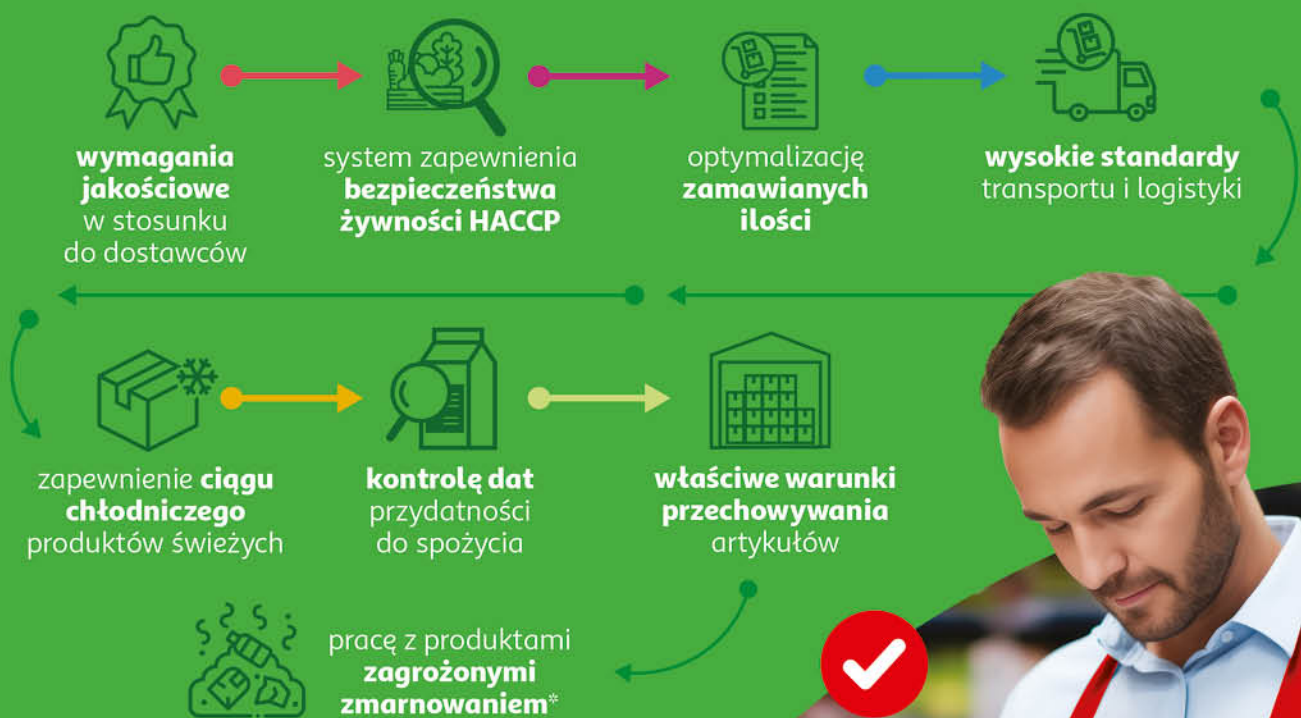 wymagania
jakościowe
w stosunku
do dostawców
system zapewnienia
bezpieczeństwa
żywności HACCP
optymalizację
zamawianych
ilości
wysokie standardy
transportu i logistyki
zapewnienie ciągu
chłodniczego
produktów świeżych
kontrolę dat
przydatności
do spożycia
właściwe warunki
przechowywania
artykułów
pracę z produktami
zagrożonymi
zmarnowaniem*